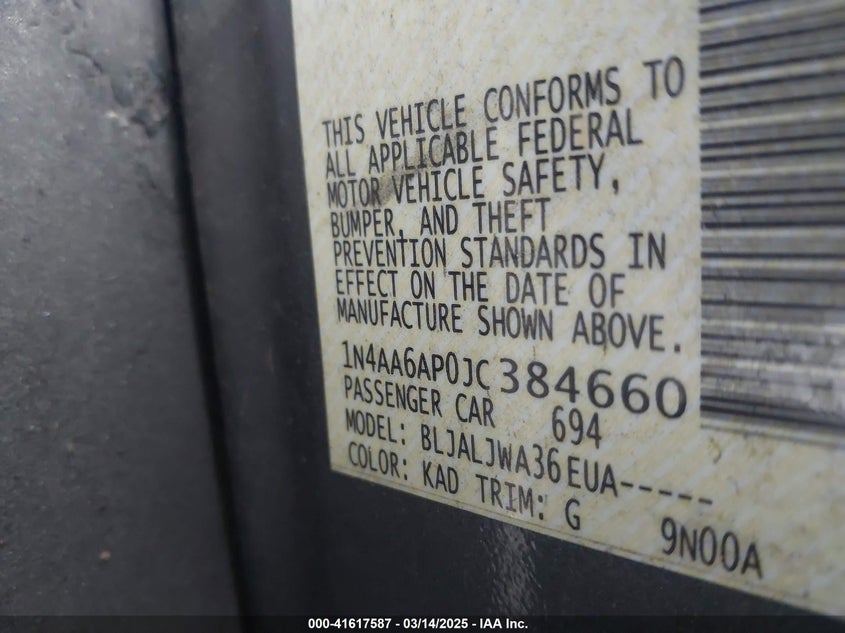 THIS VEHICLE CONFORMS TO
ALL APPLICABLE FEDERAL
MOTOR VEHICLE SAFETY,
BUMPER, AND THEFT
PREVENTION STANDARDS IN
EFFECT ON THE DATE OF
MANUFACTURE SHOWN ABOVE.
1N4AA6AP0JC384660
PASSENGER CAR 694
MODEL: BLJALJWA36EUA-----
COLOR: KAD TRIM: G 9N00A
000-41617587 - 03/14/2025 - IAA Inc.